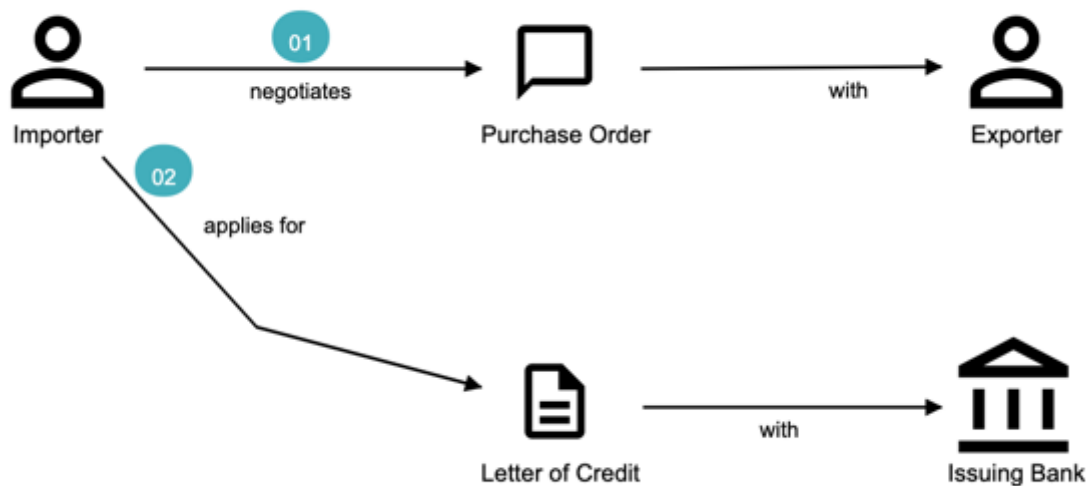 01
negotiates
with
Importer
Purchase Order
Exporter
02
applies for
with
Letter of Credit
Issuing Bank